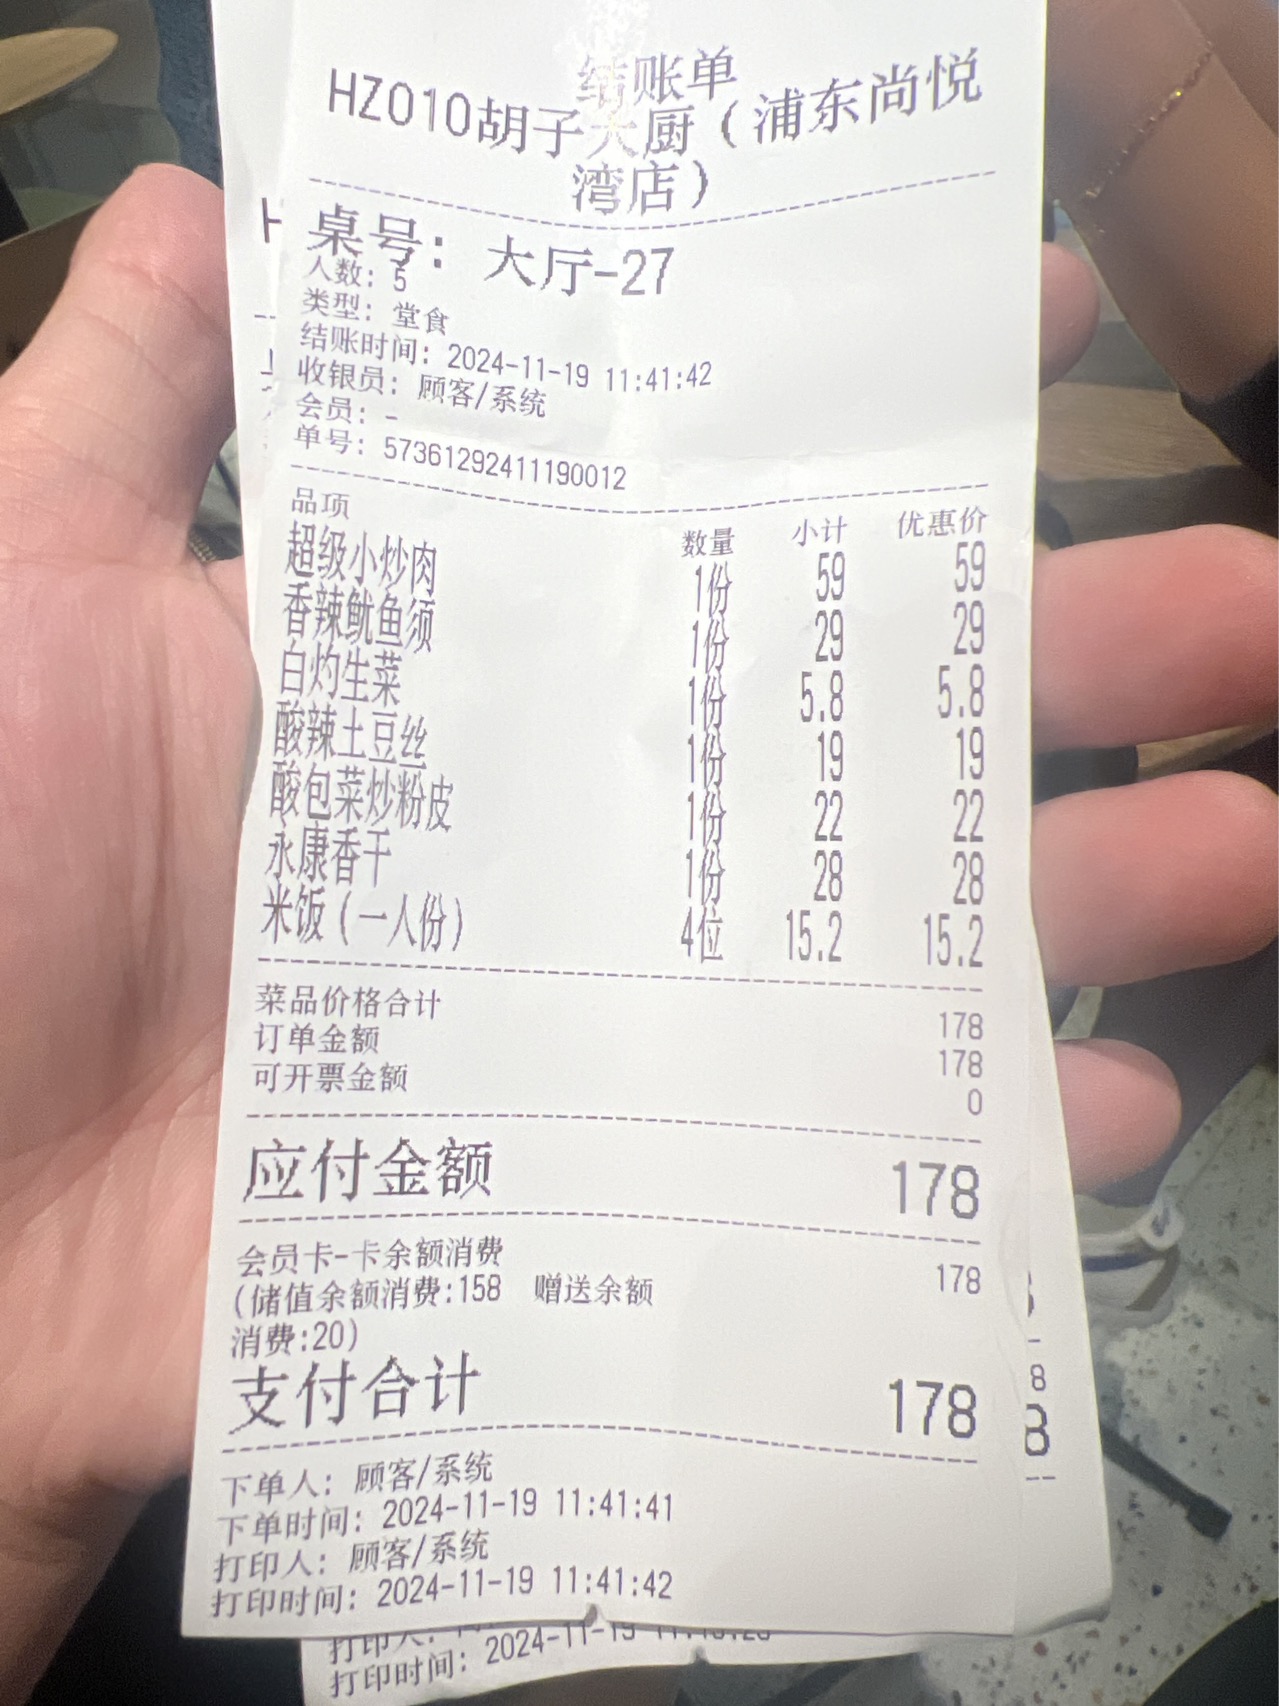 结账单
HZ010胡子大厨（浦东尚悦
湾店）
桌号：大厅-27
人数：5
类型：堂食
结账时间：2024-11-19 11:41:42
收银员：顾客/系统
会员：-
单号：57361292411190012
品项 数量 小计 优惠价
超级小炒肉 1份 59 59
香辣鱿鱼须 1份 29 29
白灼生菜 1份 5.8 5.8
酸辣土豆丝 1份 19 19
酸包菜炒粉皮 1份 22 22
永康香干 1份 28 28
米饭（一人份） 4位 15.2 15.2
菜品价格合计 178
订单金额 178
可开票金额 0
应付金额 178
会员卡-卡余额消费 178
(储值余额消费:158 赠送余额
消费:20)
支付合计 178
下单人：顾客/系统
下单时间：2024-11-19 11:41:41
打印人：顾客/系统
打印时间：2024-11-19 11:41:42
打印人：
打印时间：2024-11-19